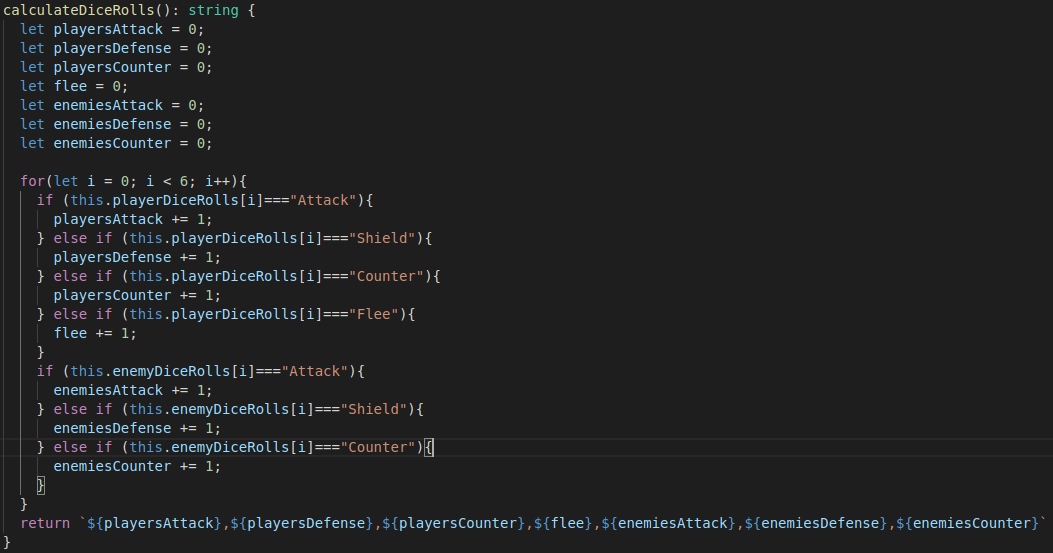 calculateDiceRolls(): string {
  let playersAttack = 0;
  let playersDefense = 0;
  let playersCounter = 0;
  let flee = 0;
  let enemiesAttack = 0;
  let enemiesDefense = 0;
  let enemiesCounter = 0;

  for(let i = 0; i < 6; i++){
    if (this.playerDiceRolls[i]==="Attack"){
      playersAttack += 1;
    } else if (this.playerDiceRolls[i]==="Shield"){
      playersDefense += 1;
    } else if (this.playerDiceRolls[i]==="Counter"){
      playersCounter += 1;
    } else if (this.playerDiceRolls[i]==="Flee"){
      flee += 1;
    }
    if (this.enemyDiceRolls[i]==="Attack"){
      enemiesAttack += 1;
    } else if (this.enemyDiceRolls[i]==="Shield"){
      enemiesDefense += 1;
    } else if (this.enemyDiceRolls[i]==="Counter"){
      enemiesCounter += 1;
    }
  }
  return `${playersAttack},${playersDefense},${playersCounter},${flee},${enemiesAttack},${enemiesDefense},${enemiesCounter}`
}